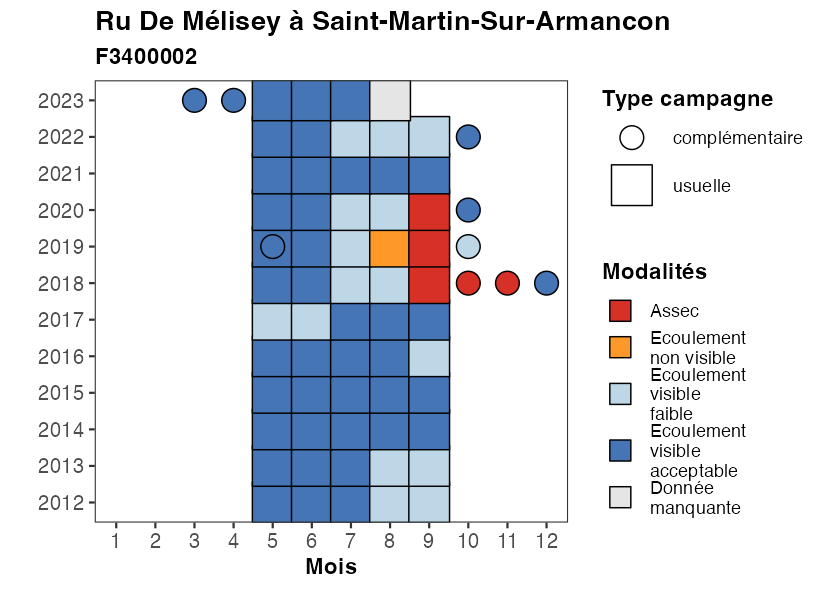 Ru De Mélisey à Saint-Martin-Sur-Armancon
F3400002
2023
2022
2021
2020
2019
2018
2017
2016
2015
2014
2013
2012
1 2 3 4 5 6 7 8 9 10 11 12
Mois
Type campagne
complémentaire
usuelle
Modalités
Assec
Ecoulement
non visible
Ecoulement
visible
faible
Ecoulement
visible
acceptable
Donnée
manquante